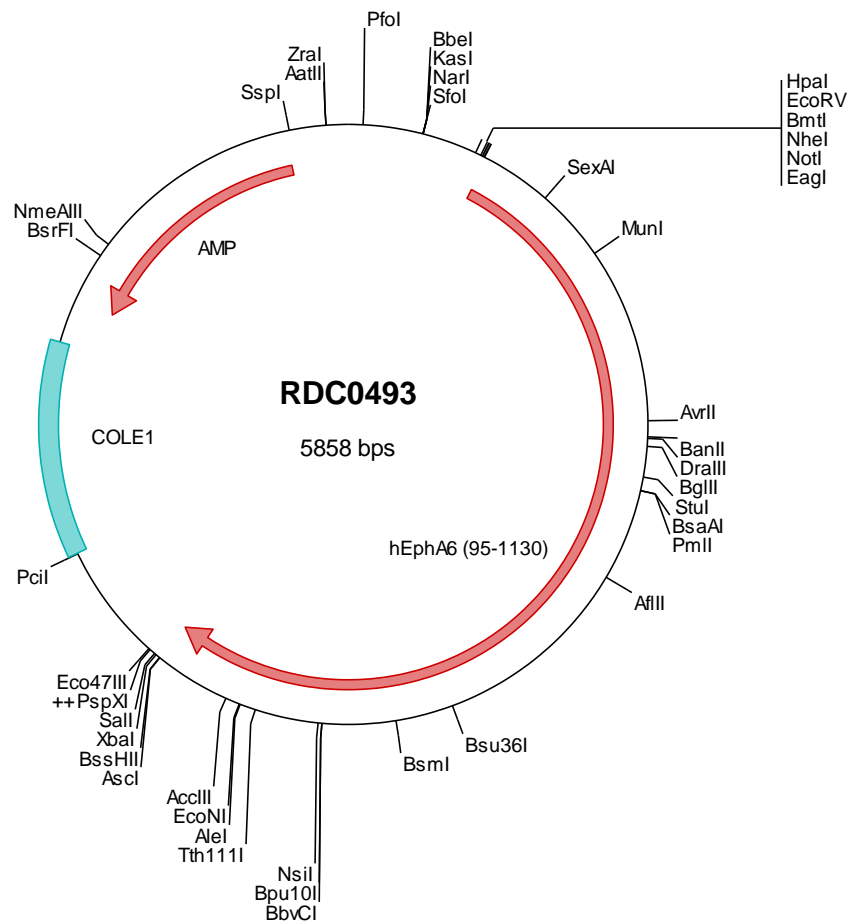 PfoI
BbeI
KasI
NarI
SfoI
ZraI
AatII
SspI
HpaI
EcoRV
BmtI
NheI
NotI
EagI
SexAI
MunI
NmeAIII
BsrFI
AMP
RDC0493
5858 bps
COLE1
AvrII
BanII
DraIII
BglII
StuI
BsaAI
PmlI
hEphA6 (95-1130)
AflII
PciI
Eco47III
++PspXI
SalI
XbaI
BssHII
AscI
Bsu36I
BsmI
AccIII
EcoNI
AleI
Tth111I
NsiI
Bpu10I
BbvCI